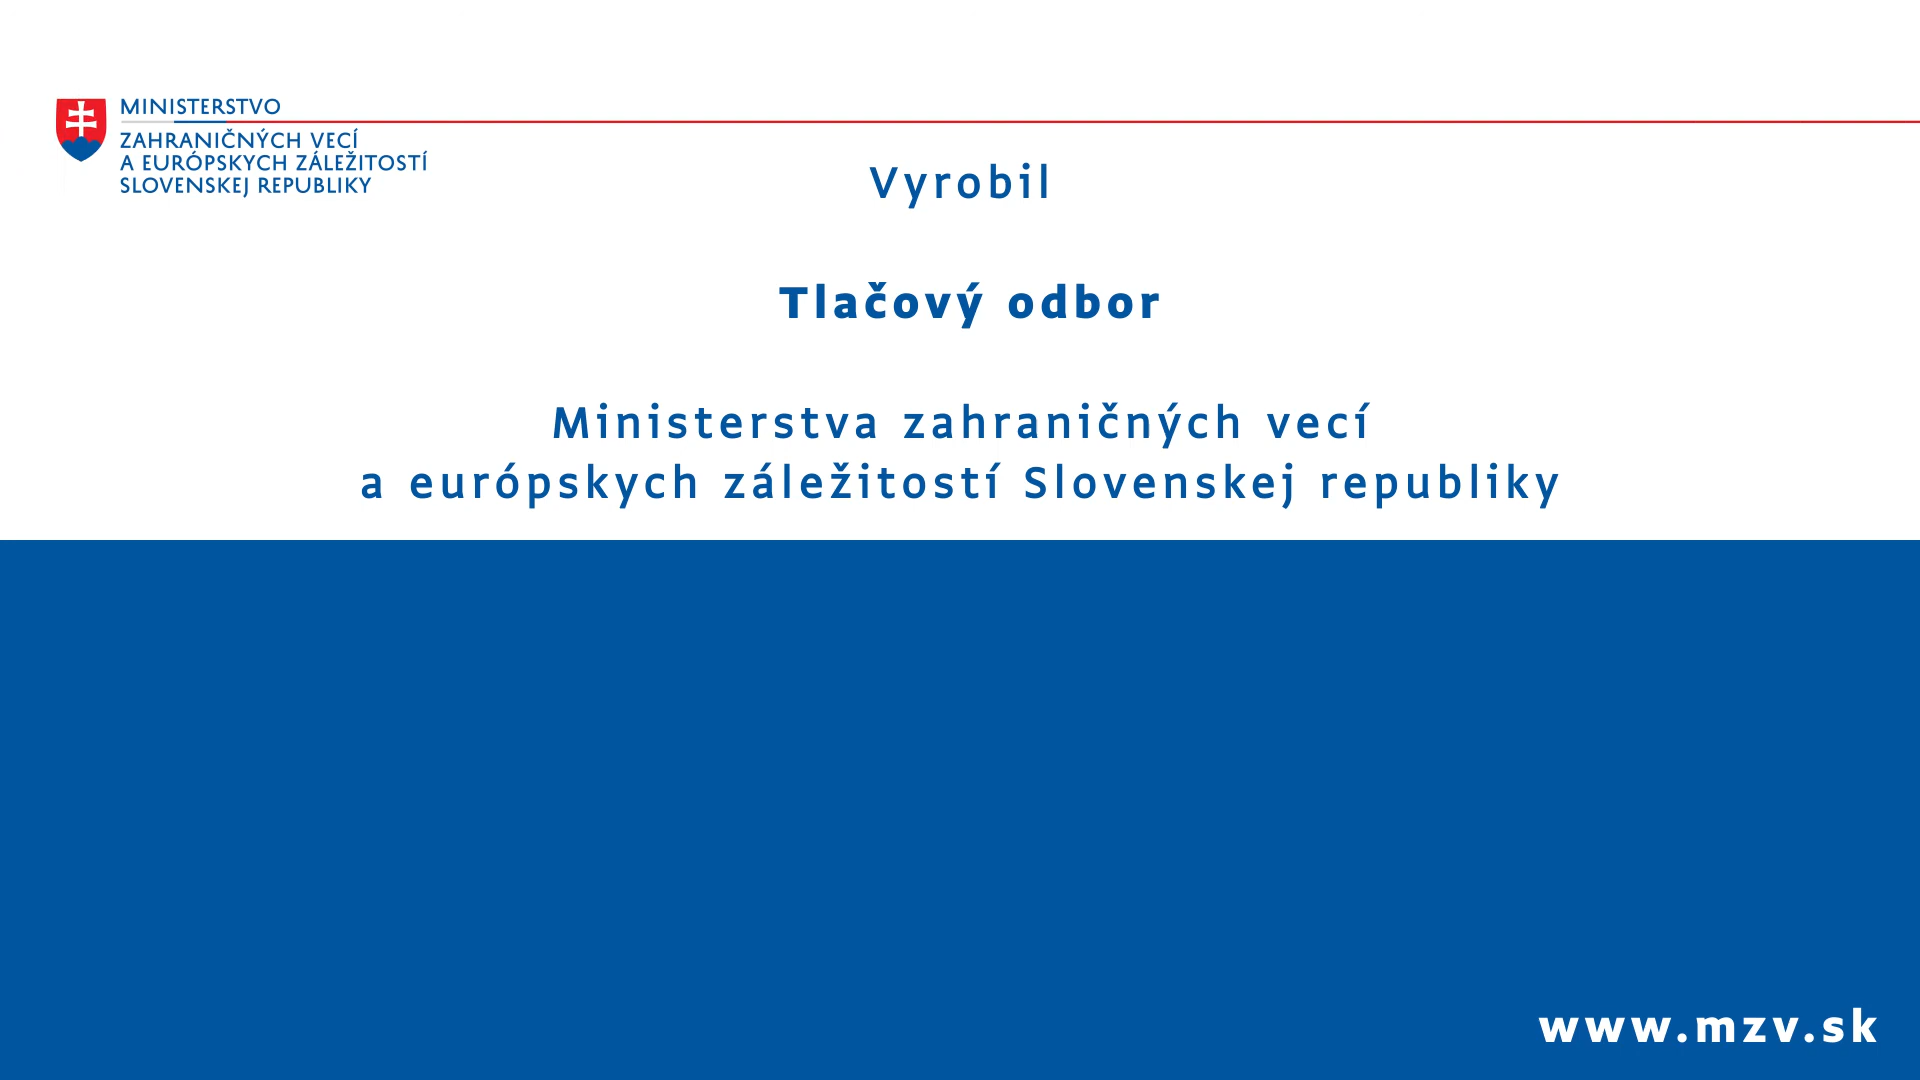 MINISTERSTVO
ZAHRANIČNÝCH VECÍ
A EURÓPSKYCH ZÁLEŽITOSTÍ
SLOVENSKEJ REPUBLIKY
Vyrobil
Tlačový odbor
Ministerstva zahraničných vecí
a európskych záležitostí Slovenskej republiky
www.mzv.sk